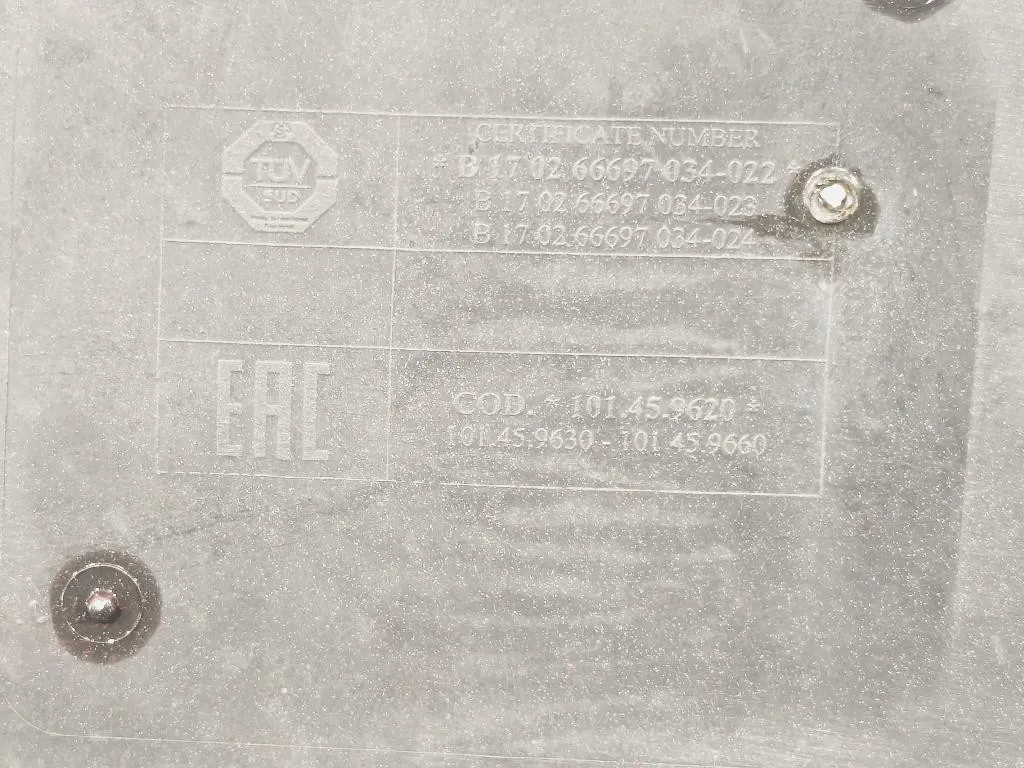 TÜV
SÜD
CERTIFICATE NUMBER
* B 17 02 66697 034-022 *
B 17 02 66697 034-023
B 17 02 66697 034-024
EAC
COD. * 101.45.9620 *
101.45.9630 - 101.45.9660